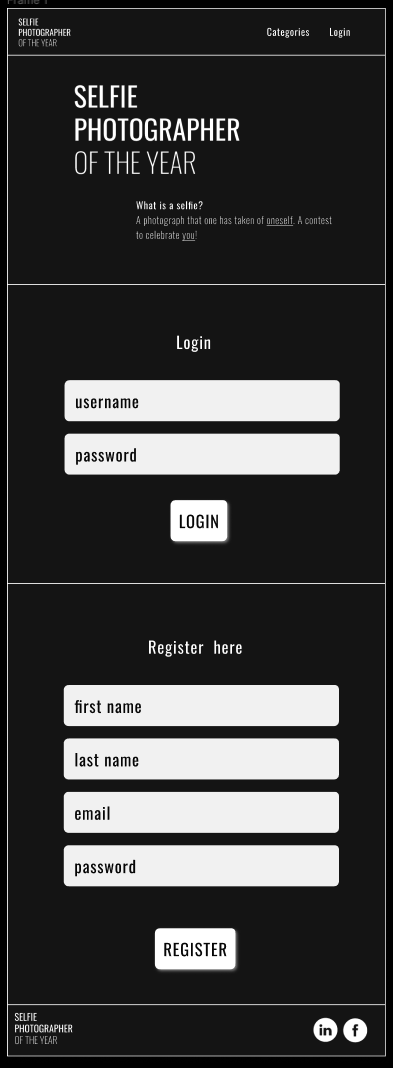 Frame 1
SELFIE
PHOTOGRAPHER
OF THE YEAR
Categories Login
SELFIE
PHOTOGRAPHER
OF THE YEAR
What is a selfie?
A photograph that one has taken of oneself. A contest
to celebrate you!
Login
username
password
LOGIN
Register here
first name
last name
email
password
REGISTER
SELFIE
PHOTOGRAPHER
OF THE YEAR
in f